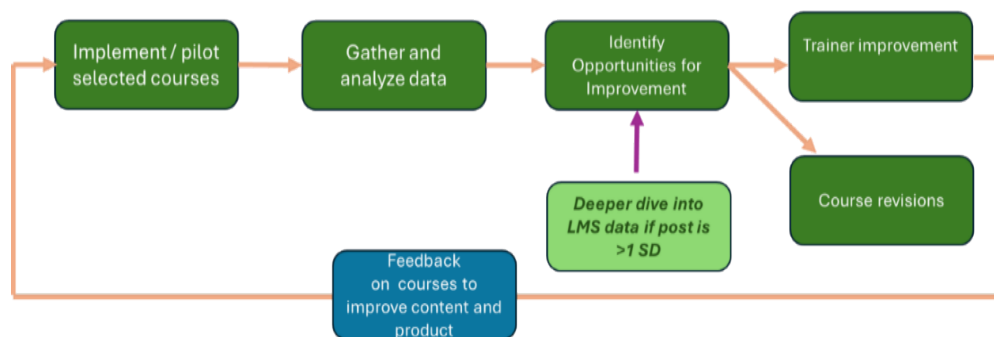 Implement / pilot
selected courses
Gather and
analyze data
Identify
Opportunities for
Improvement
Trainer improvement
Course revisions
Deeper dive into
LMS data if post is
>1 SD
Feedback
on courses to
improve content and
product